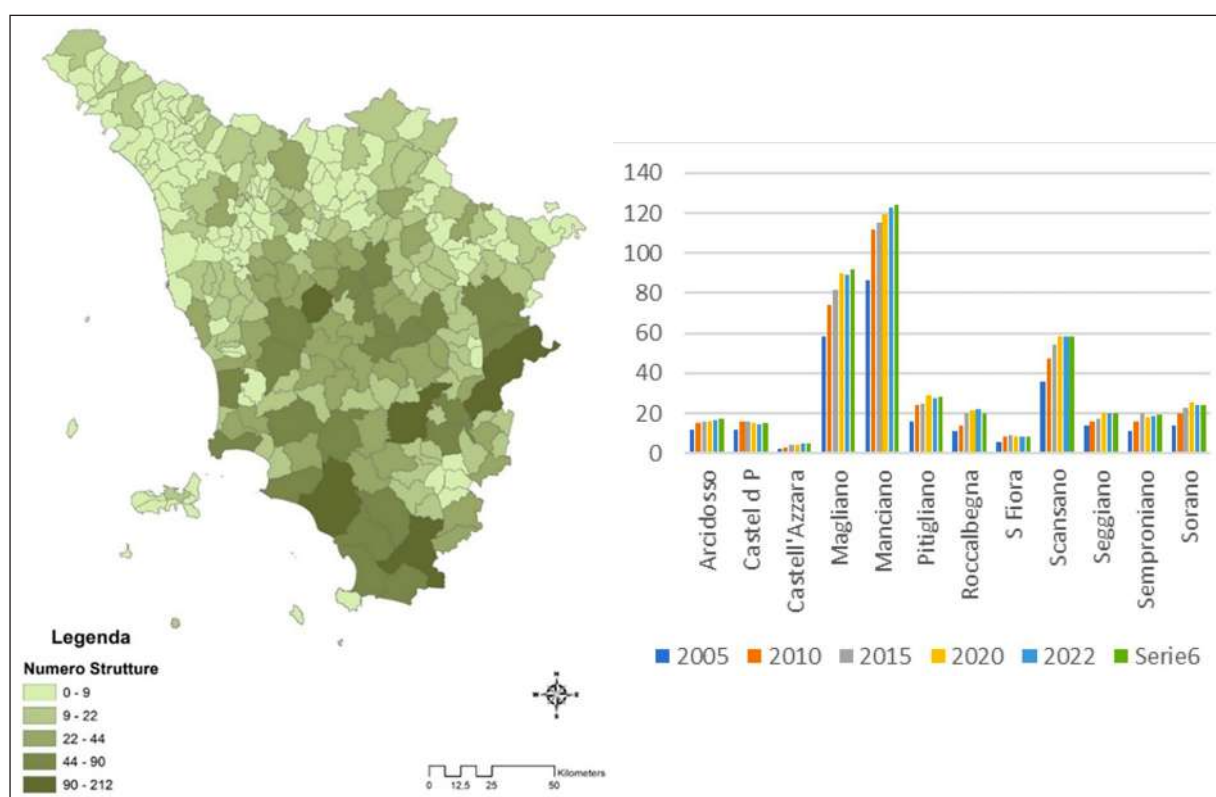 Legenda
Numero Strutture
0 - 9
9 - 22
22 - 44
44 - 90
90 - 212
N
E
S
W
Kilometers
0 12.5 25 50
140
120
100
80
60
40
20
0
Arcidosso
Castel d P
Castell'Azzara
Magliano
Manciano
Pitigliano
Roccalbegna
S Fiora
Scansano
Seggiano
Semproniano
Sorano
2005 2010 2015 2020 2022 Serie6